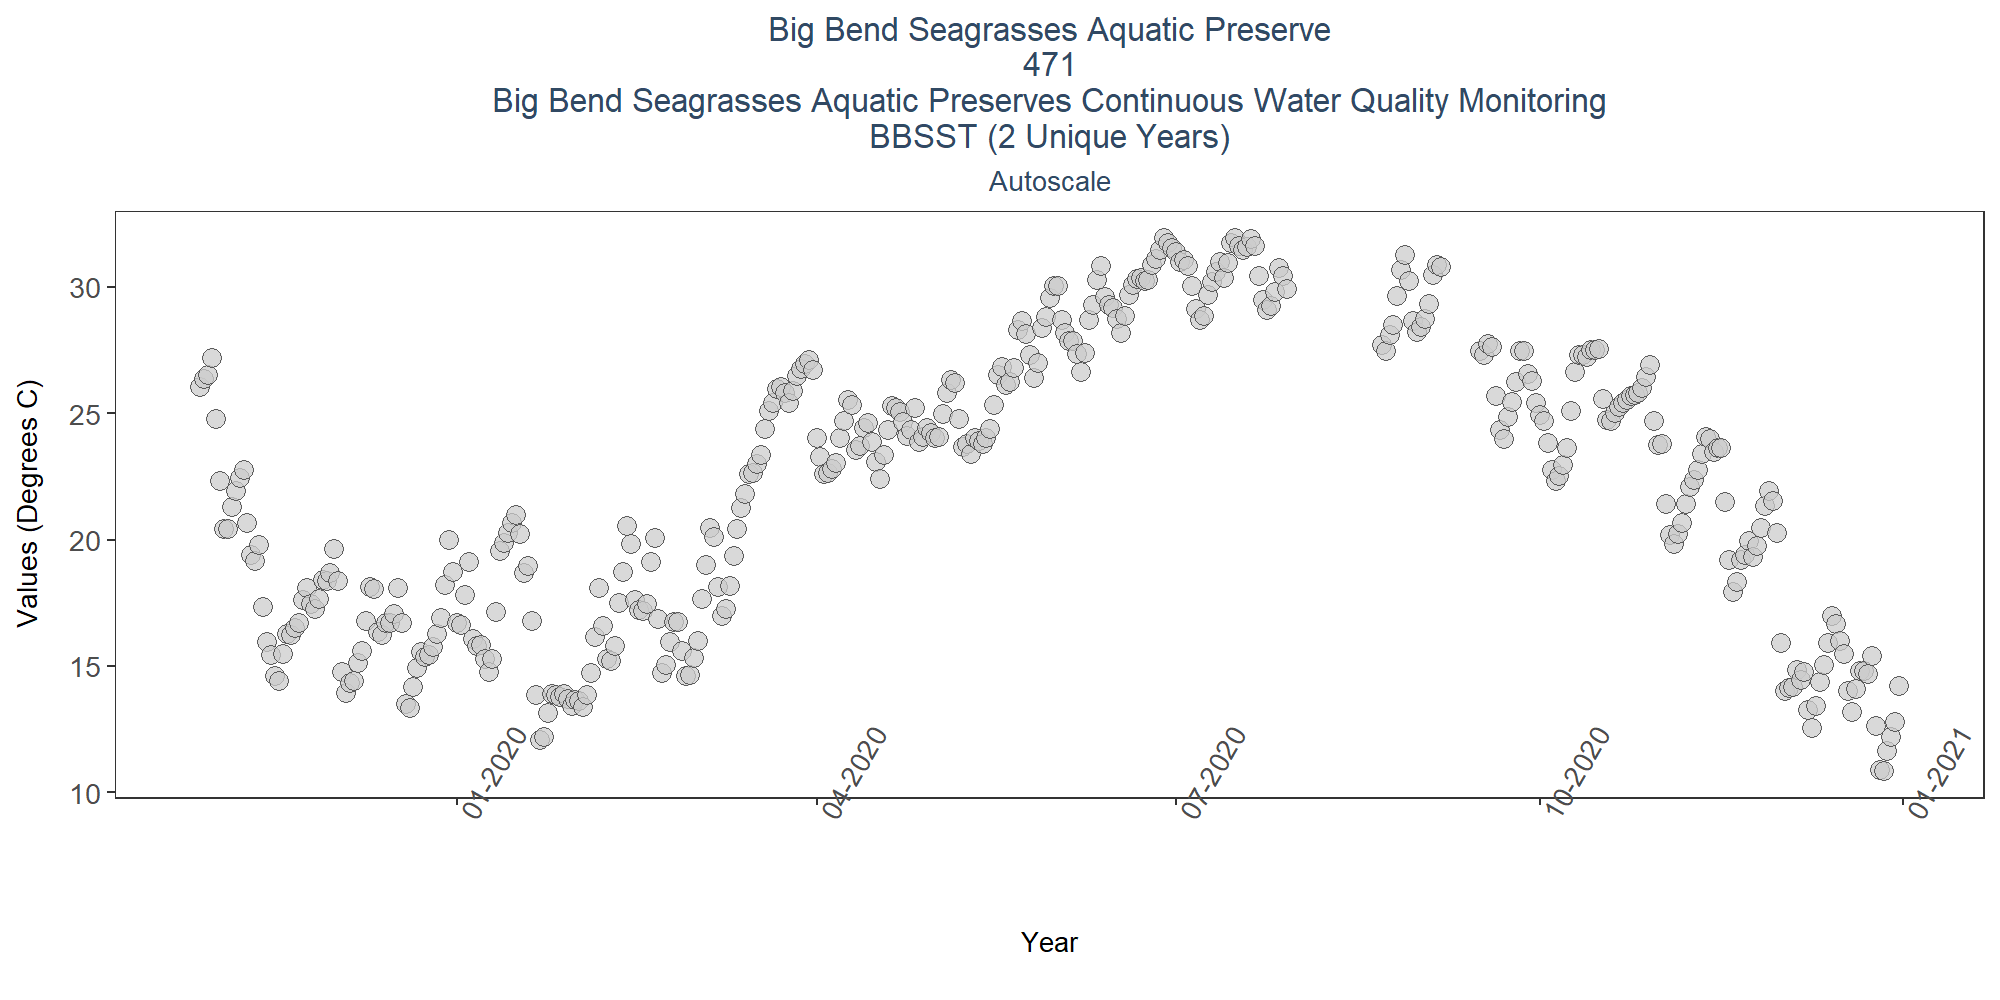 Big Bend Seagrasses Aquatic Preserve
471
Big Bend Seagrasses Aquatic Preserves Continuous Water Quality Monitoring
BBSST (2 Unique Years)
Autoscale
Values (Degrees C)
30
25
20
15
10
01-2020
04-2020
07-2020
10-2020
01-2021
Year